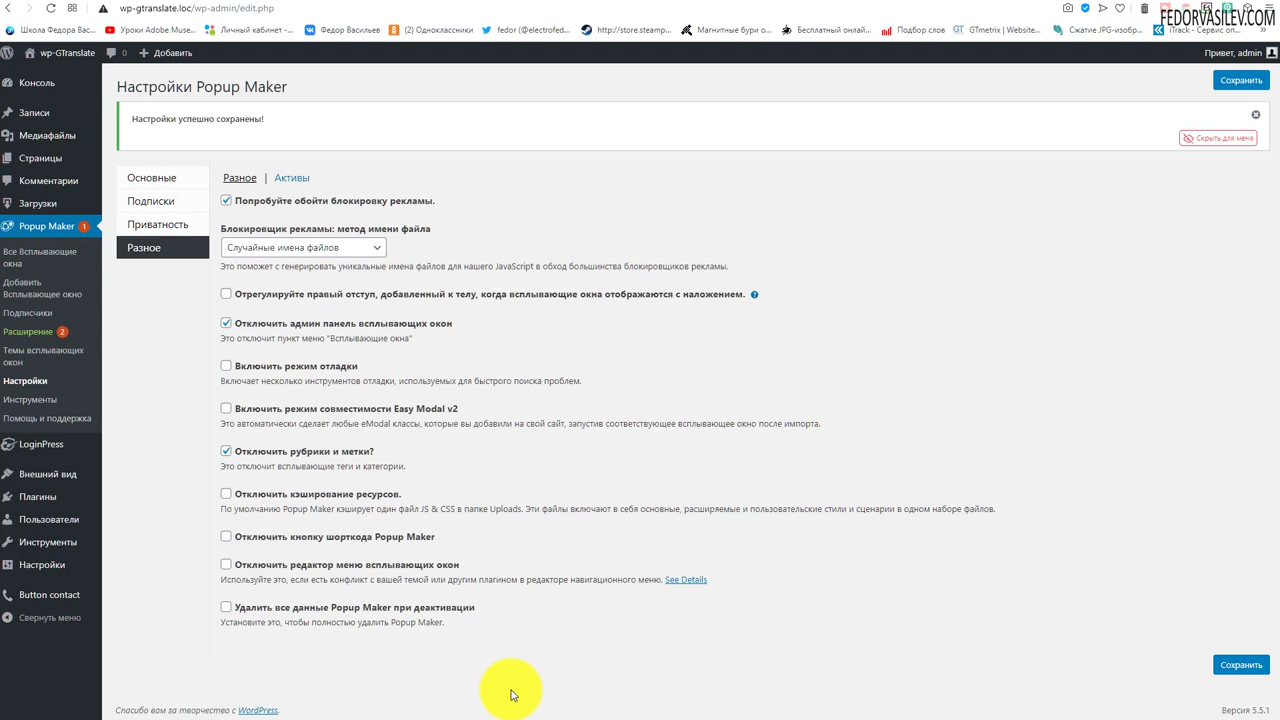 wp-gtranslate.loc/wp-admin/edit.php
FEDORVASILEV.COM
Школа Федора Вас...
Уроки Adobe Muse...
Личный кабинет -...
Федор Васильев
(2) Одноклассники
fedor (@electrofed...
http://store.steamp...
Магнитные бури о...
Бесплатный онлай...
Подбор слов
GTmetrix | Website...
Сжатие JPG-изобр...
iTrack - Сервис оп...
wp-GTranslate
0
Добавить
Привет, admin
Консоль
Записи
Медиафайлы
Страницы
Комментарии
Загрузки
Popup Maker 1
Все Всплывающие
окна
Добавить
Всплывающее окно
Подписчики
Расширение 2
Темы всплывающих
окон
Настройки
Инструменты
Помощь и поддержка
LoginPress
Внешний вид
Плагины
Пользователи
Инструменты
Настройки
Button contact
Свернуть меню
Настройки Popup Maker
Сохранить
Настройки успешно сохранены!
Скрыть для меня
Основные
Подписки
Приватность
Разное
Разное | Активы
Попробуйте обойти блокировку рекламы.
Блокировщик рекламы: метод имени файла
Случайные имена файлов
Это поможет с генерировать уникальные имена файлов для нашего JavaScript в обход большинства блокировщиков рекламы.
Отрегулируйте правый отступ, добавленный к телу, когда всплывающие окна отображаются с наложением.
Отключить админ панель всплывающих окон
Это отключит пункт меню "Всплывающие окна"
Включить режим отладки
Включает несколько инструментов отладки, используемых для быстрого поиска проблем.
Включить режим совместимости Easy Modal v2
Это автоматически сделает любые eModal классы, которые вы добавили на свой сайт, запустив соответствующее всплывающее окно после импорта.
Отключить рубрики и метки?
Это отключит всплывающие теги и категории.
Отключить кэширование ресурсов.
По умолчанию Popup Maker кэширует один файл JS & CSS в папке Uploads. Эти файлы включают в себя основные, расширяемые и пользовательские стили и сценарии в одном наборе файлов.
Отключить кнопку шорткода Popup Maker
Отключить редактор меню всплывающих окон
Используйте это, если есть конфликт с вашей темой или другим плагином в редакторе навигационного меню. See Details
Удалить все данные Popup Maker при деактивации
Установите это, чтобы полностью удалить Popup Maker.
Сохранить
Спасибо вам за творчество с WordPress.
Версия 5.5.1